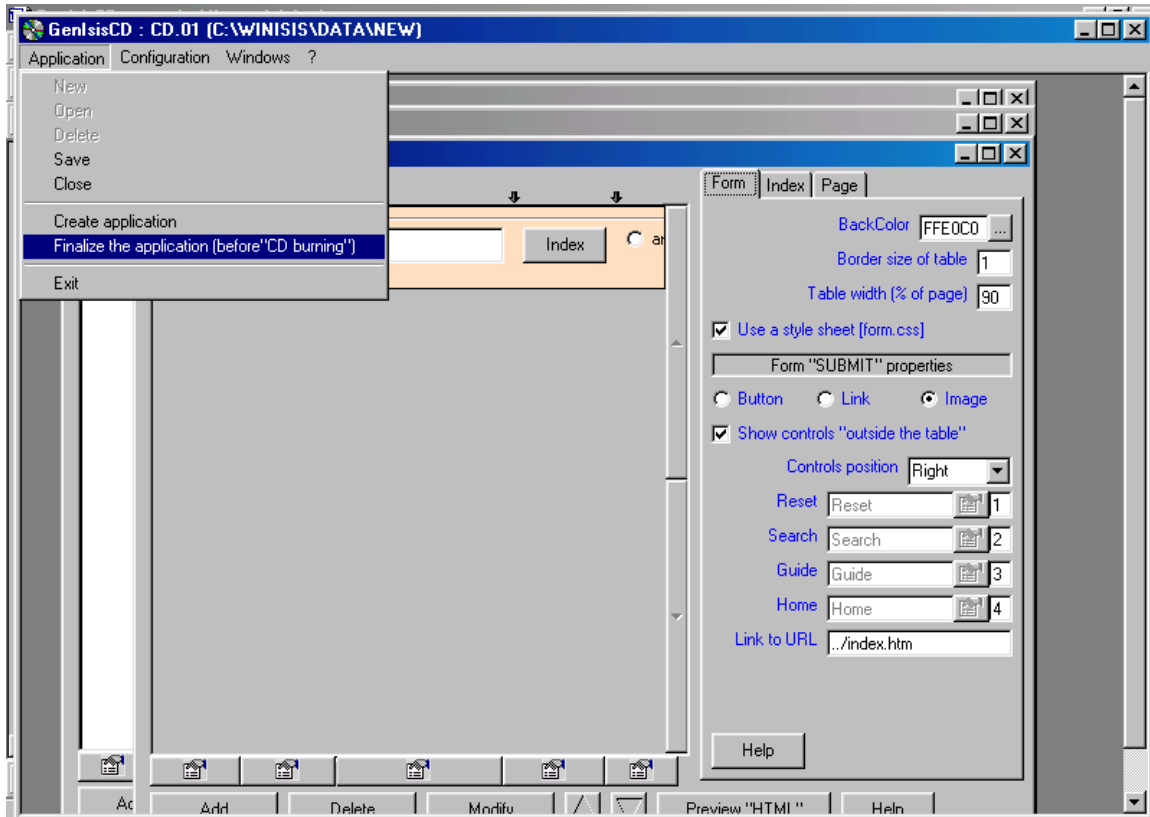 GenIsisCD : CD.01 (C:\WINISIS\DATA\NEW)
Application Configuration Windows ?
New
Open
Delete
Save
Close
Create application
Finalize the application (before"CD burning")
Exit
Index
Form Index Page
BackColor FFE0C0 ...
Border size of table 1
Table width (% of page) 90
Use a style sheet [form.css]
Form "SUBMIT" properties
Button Link Image
Show controls "outside the table"
Controls position Right
Reset Reset 1
Search Search 2
Guide Guide 3
Home Home 4
Link to URL ../index.htm
Help
Add Delete Modify Preview "HTML" Help